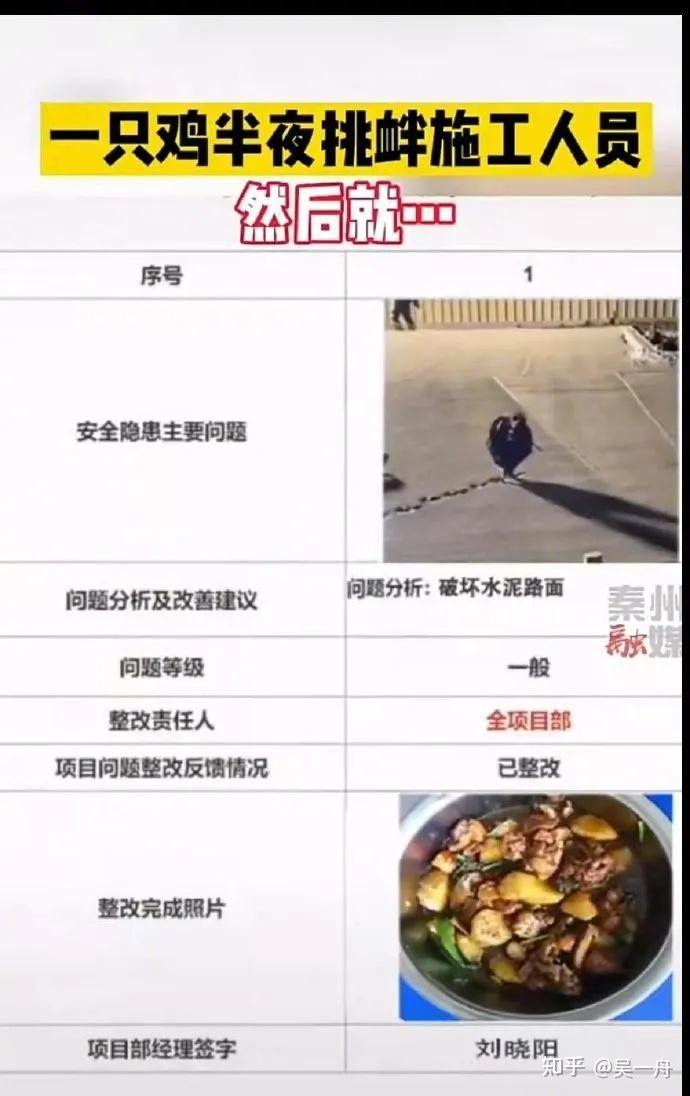 一只鸡半夜挑衅施工人员
然后就…
序号 1
安全隐患主要问题
问题分析及改善建议 问题分析：破坏水泥路面
秦州
融媒
问题等级 一般
整改责任人 全项目部
项目问题整改反馈情况 已整改
整改完成照片
项目部经理签字 刘晓阳
知乎 @吴一舟